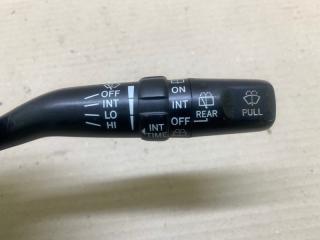 OFF
INT
LO
HI
INT
TIME
ON
INT
OFF
REAR
PULL